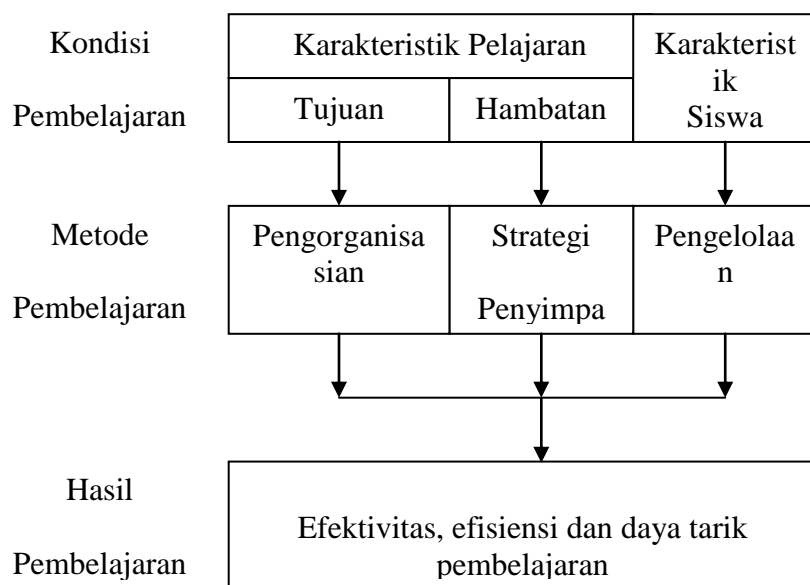 Kondisi
Pembelajaran
Karakteristik Pelajaran
Karakterist
ik
Siswa
Tujuan
Hambatan
Metode
Pembelajaran
Pengorganisa
sian
Strategi
Penyimpa
Pengelolaa
n
Hasil
Pembelajaran
Efektivitas, efisiensi dan daya tarik
pembelajaran